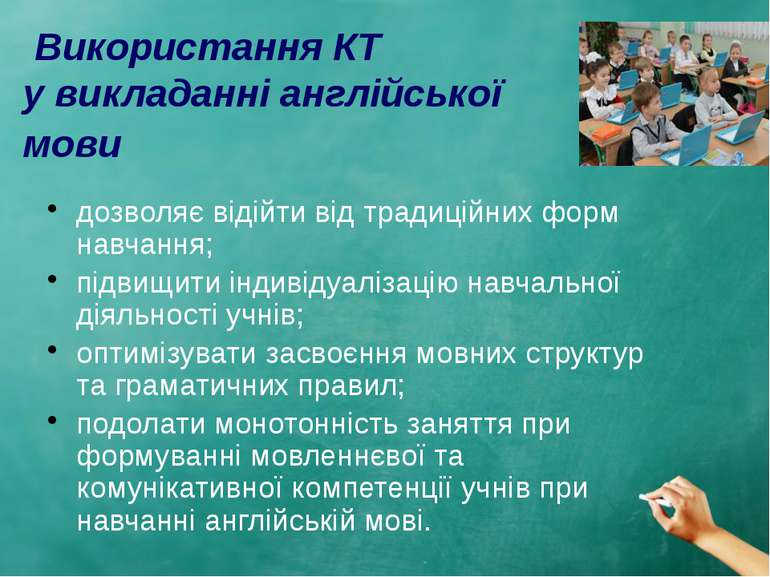 Використання КТ
у викладанні англійської
мови
• дозволяє відійти від традиційних форм
навчання;
• підвищити індивідуалізацію навчальної
діяльності учнів;
• оптимізувати засвоєння мовних структур
та граматичних правил;
• подолати монотонність заняття при
формуванні мовленнєвої та
комунікативної компетенції учнів при
навчанні англійській мові.